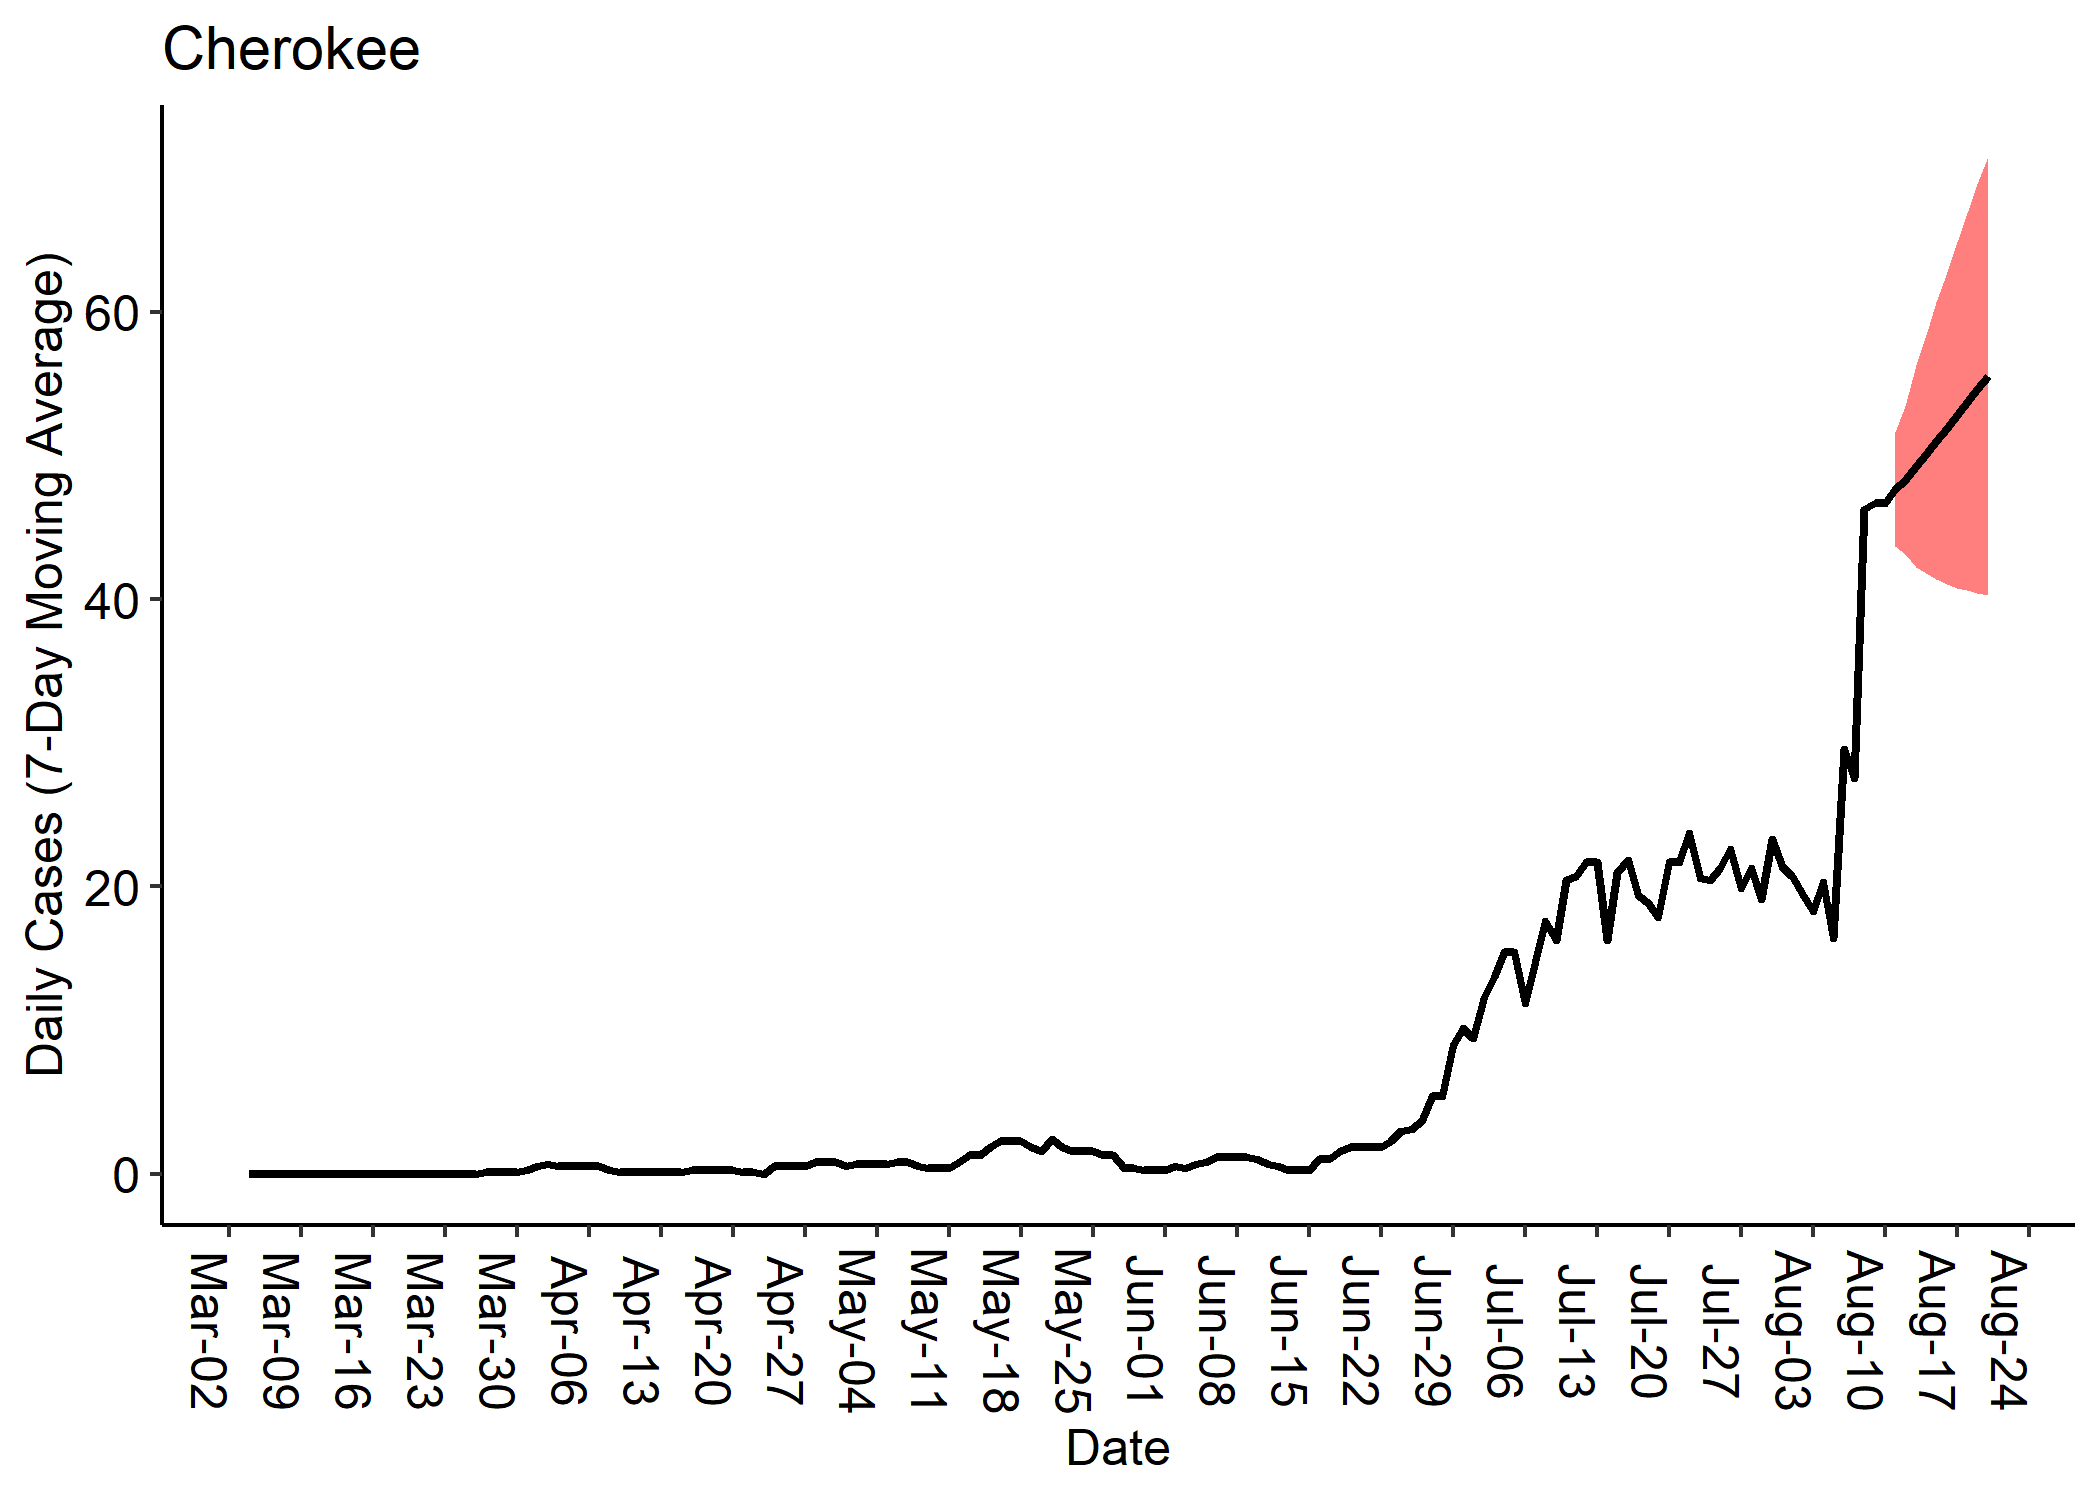 Cherokee
Daily Cases (7-Day Moving Average)
60
40
20
0
Mar-02
Mar-09
Mar-16
Mar-23
Mar-30
Apr-06
Apr-13
Apr-20
Apr-27
May-04
May-11
May-18
May-25
Jun-01
Jun-08
Jun-15
Jun-22
Jun-29
Jul-06
Jul-13
Jul-20
Jul-27
Aug-03
Aug-10
Aug-17
Aug-24
Date